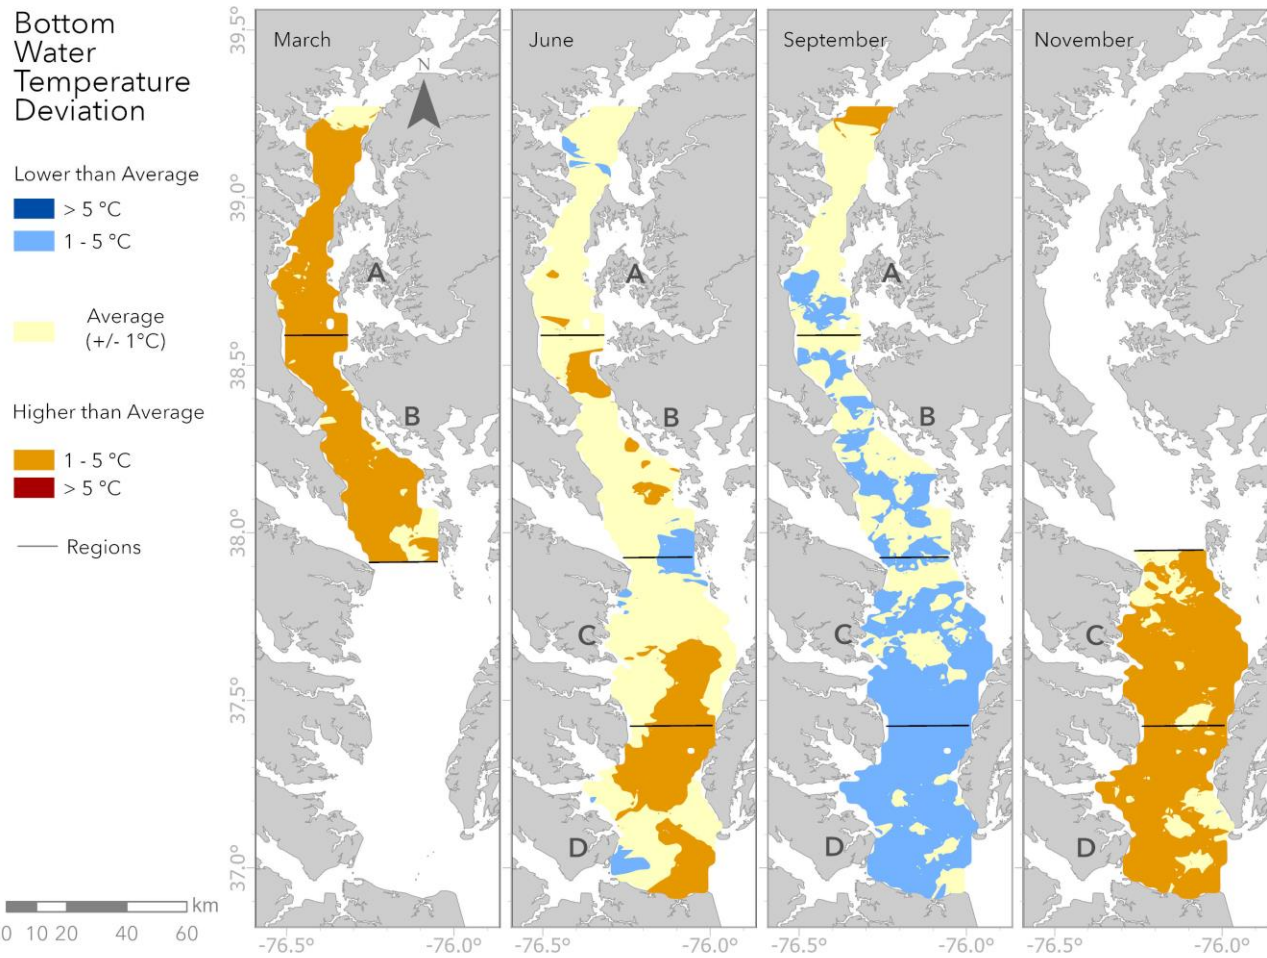 Bottom
Water
Temperature
Deviation
Lower than Average
> 5 °C
1 - 5 °C
Average
(+/- 1°C)
Higher than Average
1 - 5 °C
> 5 °C
Regions
0 10 20 40 60 km
39.5°
39.0°
38.5°
38.0°
37.5°
37.0°
March
N
A
B
-76.5° -76.0°
June
A
B
C
D
-76.5° -76.0°
September
A
B
C
D
-76.5° -76.0°
November
C
D
-76.5° -76.0°